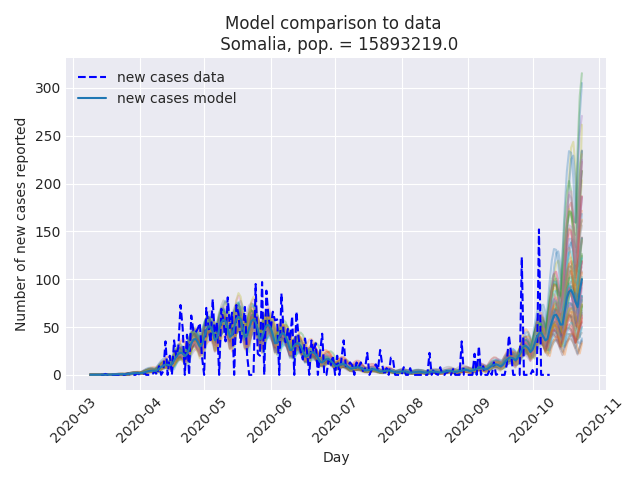 Model comparison to data
Somalia, pop. = 15893219.0
new cases data
new cases model
Number of new cases reported
300
250
200
150
100
50
0
2020-03
2020-04
2020-05
2020-06
2020-07
2020-08
2020-09
2020-10
2020-11
Day